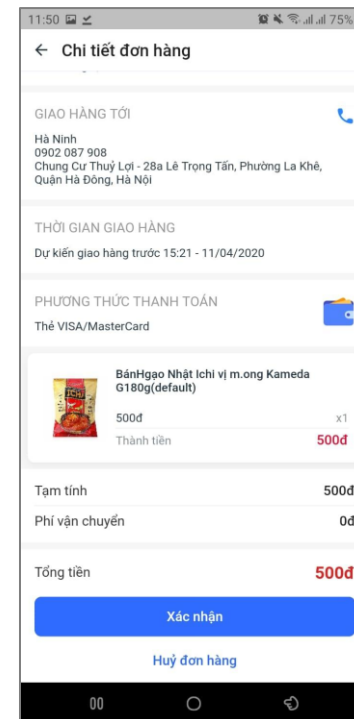 11:50
75%
Chi tiết đơn hàng
GIAO HÀNG TỚI
Hà Ninh
0902 087 908
Chung Cư Thuỷ Lợi - 28a Lê Trọng Tấn, Phường La Khê,
Quận Hà Đông, Hà Nội
THỜI GIAN GIAO HÀNG
Dự kiến giao hàng trước 15:21 - 11/04/2020
PHƯƠNG THỨC THANH TOÁN
Thẻ VISA/MasterCard
BánHgạo Nhật Ichi vị m.ong Kameda
G180g(default)
ICHI
500đ x1
Thành tiền 500đ
Tạm tính 500đ
Phí vận chuyển 0đ
Tổng tiền 500đ
Xác nhận
Huỷ đơn hàng